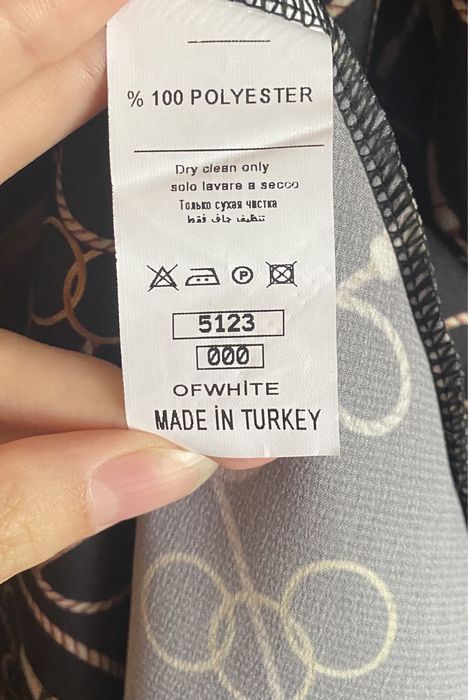 % 100 POLYESTER
Dry clean only
solo lavare a secco
Только сухая чистка
تنظيف جاف فقط
P
5123
000
OFWHİTE
MADE İN TURKEY